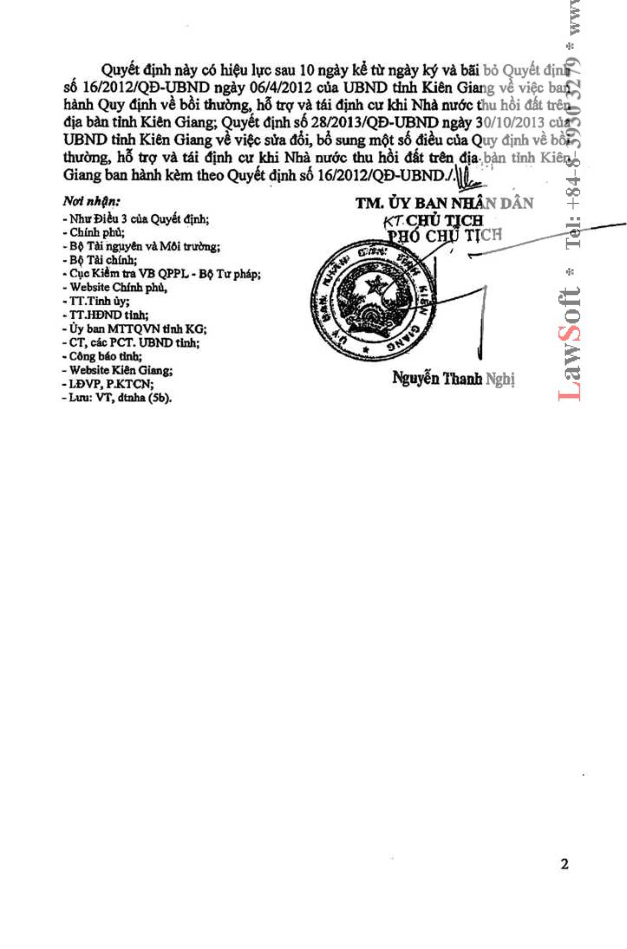 Quyết định này có hiệu lực sau 10 ngày kể từ ngày ký và bãi bỏ Quyết định
số 16/2012/QĐ-UBND ngày 06/4/2012 của UBND tỉnh Kiên Giang về việc ban
hành Quy định về bồi thường, hỗ trợ và tái định cư khi Nhà nước thu hồi đất trên
địa bàn tỉnh Kiên Giang; Quyết định số 28/2013/QĐ-UBND ngày 30/10/2013 của
UBND tỉnh Kiên Giang về việc sửa đổi, bổ sung một số điều của Quy định về bồi
thường, hỗ trợ và tái định cư khi Nhà nước thu hồi đất trên địa bàn tỉnh Kiên
Giang ban hành kèm theo Quyết định số 16/2012/QĐ-UBND./.
Nơi nhận:
- Như Điều 3 của Quyết định;
- Chính phủ;
- Bộ Tài nguyên và Môi trường;
- Bộ Tài chính;
- Cục Kiểm tra VB QPPL - Bộ Tư pháp;
- Website Chính phủ,
- TT.Tỉnh ủy;
- TT.HĐND tỉnh;
- Ủy ban MTTQVN tỉnh KG;
- CT, các PCT. UBND tỉnh;
- Công báo tỉnh;
- Website Kiên Giang;
- LĐVP, P.KTCN;
- Lưu: VT, dtnha (5b).
TM. ỦY BAN NHÂN DÂN
KT. CHỦ TỊCH
PHÓ CHỦ TỊCH
ỦY BAN NHÂN DÂN TỈNH KIÊN GIANG
Nguyễn Thanh Nghị
LawSoft * Tel: +84-8-3930 3279 * www
2